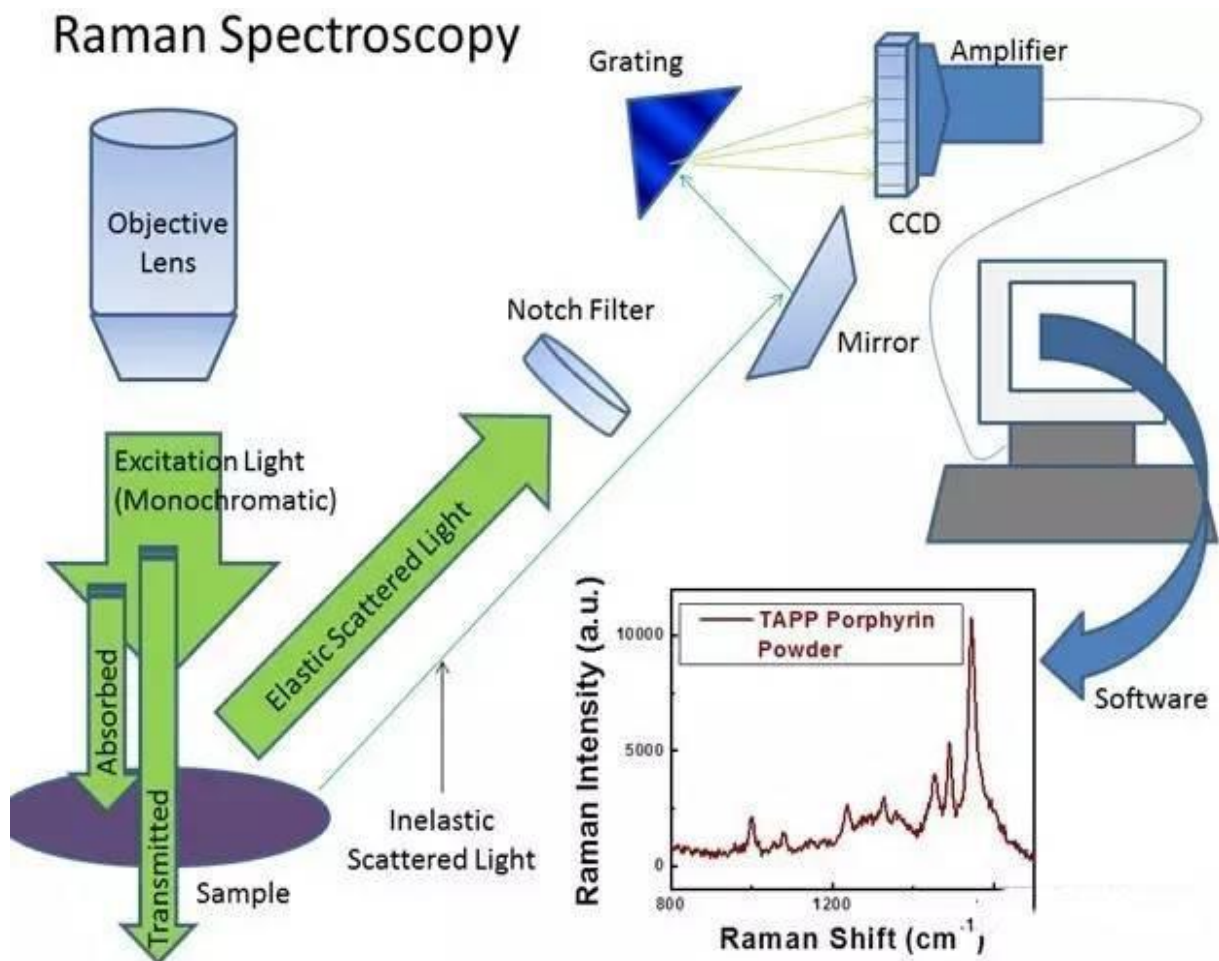 Raman Spectroscopy
Grating
Amplifier
Objective
Lens
CCD
Notch Filter
Mirror
Excitation Light
(Monochromatic)
Elastic Scattered Light
Absorbed
Transmitted
Sample
Inelastic
Scattered Light
Software
TAPP Porphyrin
Powder
Raman Intensity (a.u.)
10000
5000
0
800
1200
Raman Shift (cm-1)